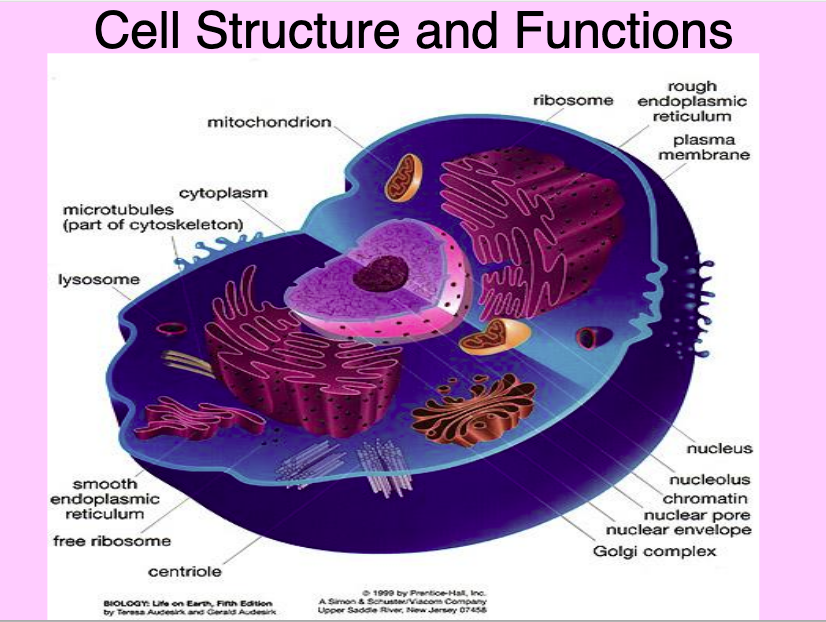 Cell Structure and Functions
rough
endoplasmic
reticulum
ribosome
mitochondrion
plasma
membrane
cytoplasm
microtubules
(part of cytoskeleton)
lysosome
nucleus
nucleolus
chromatin
nuclear pore
nuclear envelope
Golgi complex
smooth
endoplasmic
reticulum
free ribosome
centriole
BIOLOGY: Life on Earth, Fifth Edition
by Teresa Audesirk and Gerald Audesirk
© 1999 by Prentice-Hall, Inc.
A Simon & Schuster/Viacom Company
Upper Saddle River, New Jersey 07458